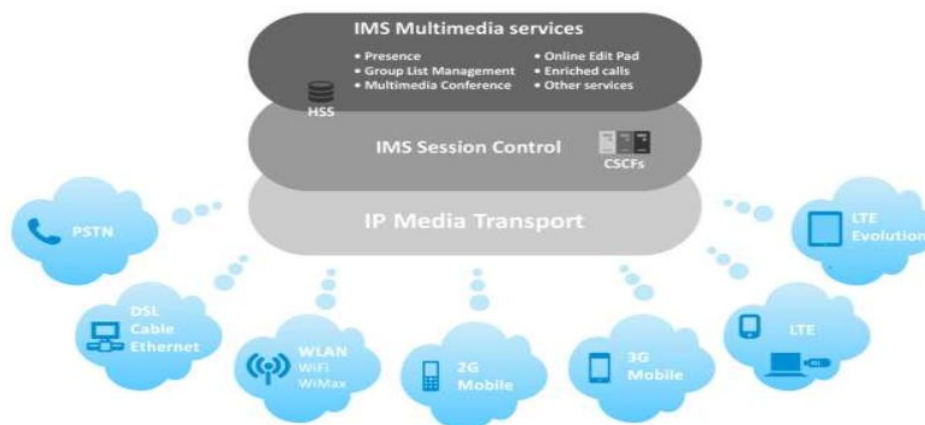 IMS Multimedia services
• Presence
• Group List Management
• Multimedia Conference
• Online Edit Pad
• Enriched calls
• Other services
HSS
IMS Session Control
CSCFs
IP Media Transport
PSTN
LTE
Evolution
DSL
Cable
Ethernet
WLAN
WiFi
WiMax
2G
Mobile
3G
Mobile
LTE